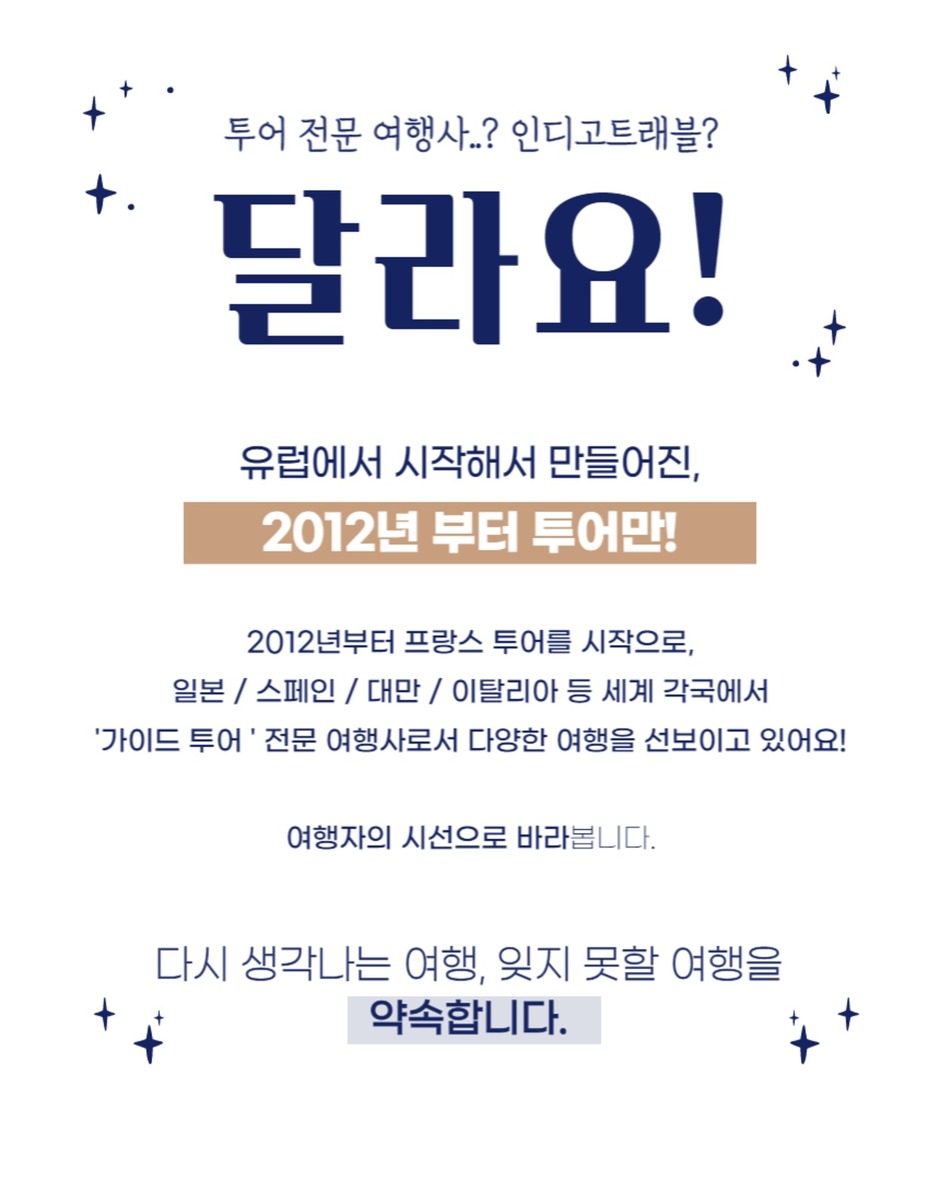 투어 전문 여행사..? 인디고트래블?
달라요!
유럽에서 시작해서 만들어진,
2012년 부터 투어만!
2012년부터 프랑스 투어를 시작으로,
일본 / 스페인 / 대만 / 이탈리아 등 세계 각국에서
'가이드 투어 ' 전문 여행사로서 다양한 여행을 선보이고 있어요!
여행자의 시선으로 바라봅니다.
다시 생각나는 여행, 잊지 못할 여행을
약속합니다.